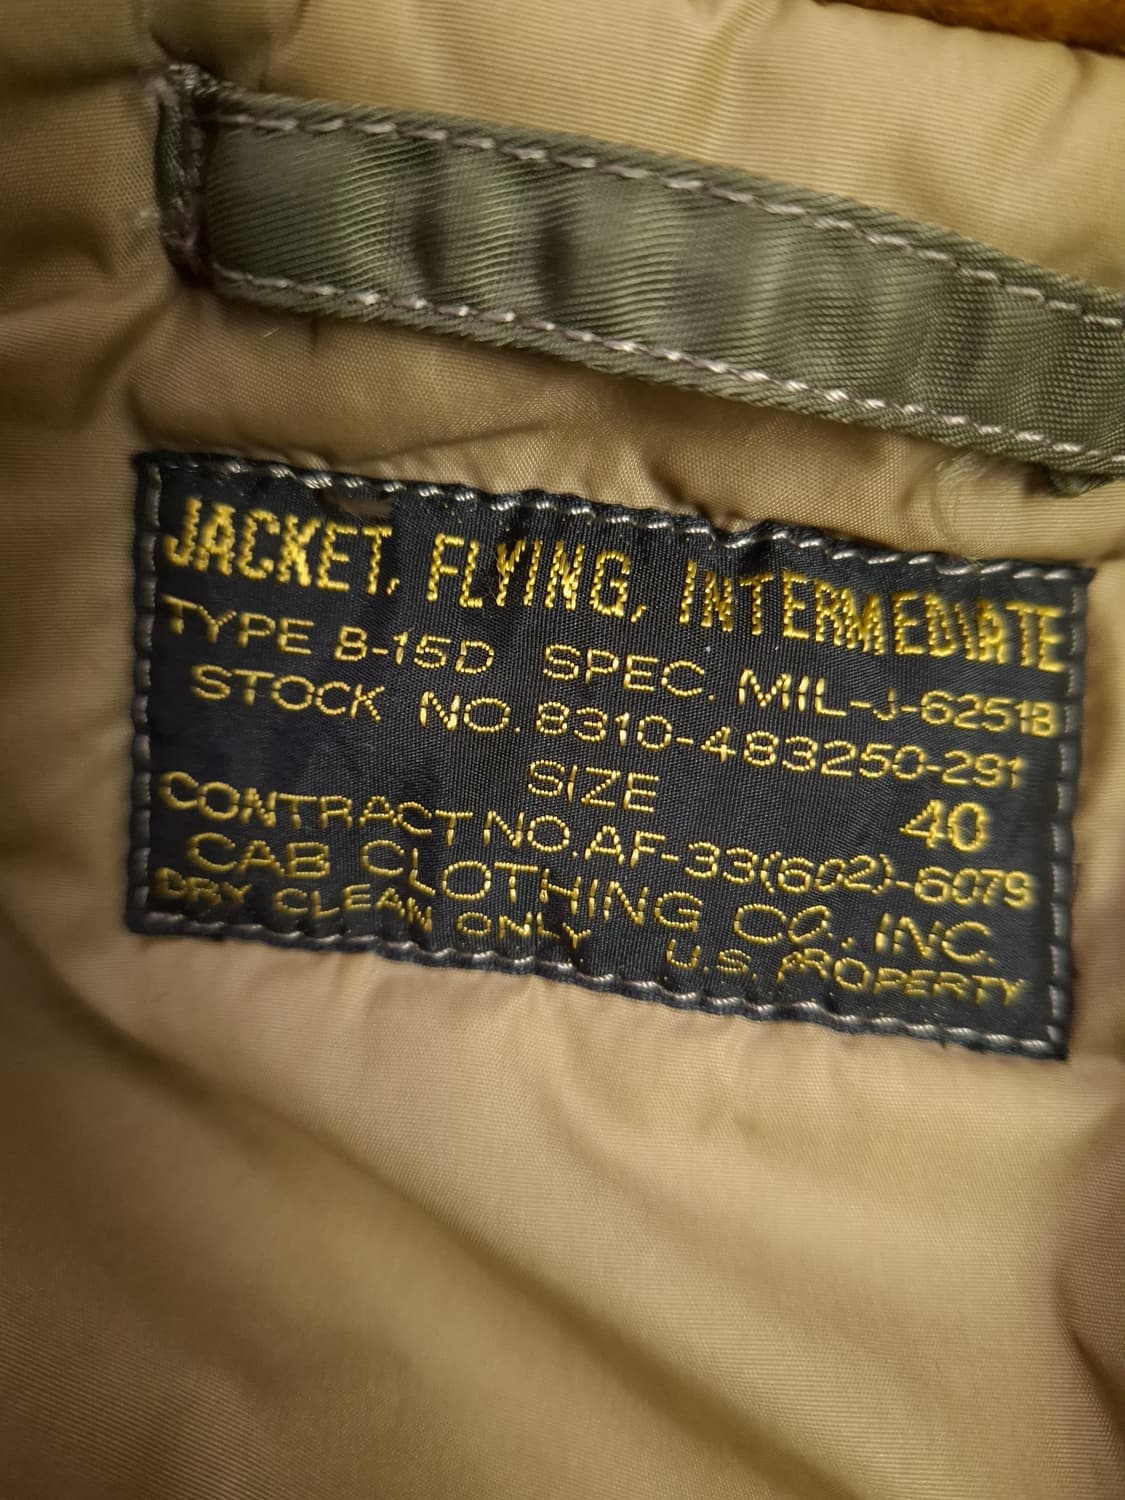 JACKET, FLYING, INTERMEDIATE
TYPE B-15D SPEC. MIL-J-6251B
STOCK NO. 8310-483250-291
SIZE 40
CONTRACT NO. AF-33(602)-6079
CAB CLOTHING CO., INC.
DRY CLEAN ONLY U.S. PROPERTY